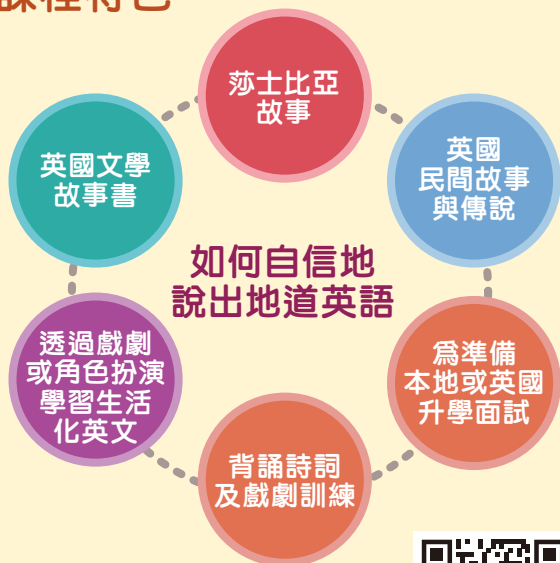 課程特色
莎士比亞
故事
英國
民間故事
與傳說
為準備
本地或英國
升學面試
背誦詩詞
及戲劇訓練
透過戲劇
或角色扮演
學習生活
化英文
英國文學
故事書
如何自信地
說出地道英語